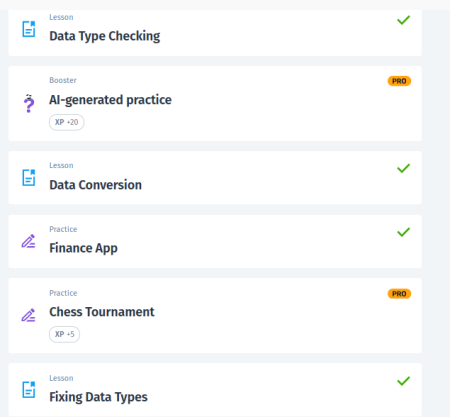 Lesson
Data Type Checking
Booster
PRO
AI-generated practice
XP +20
Lesson
Data Conversion
Practice
Finance App
Practice
PRO
Chess Tournament
XP +5
Lesson
Fixing Data Types